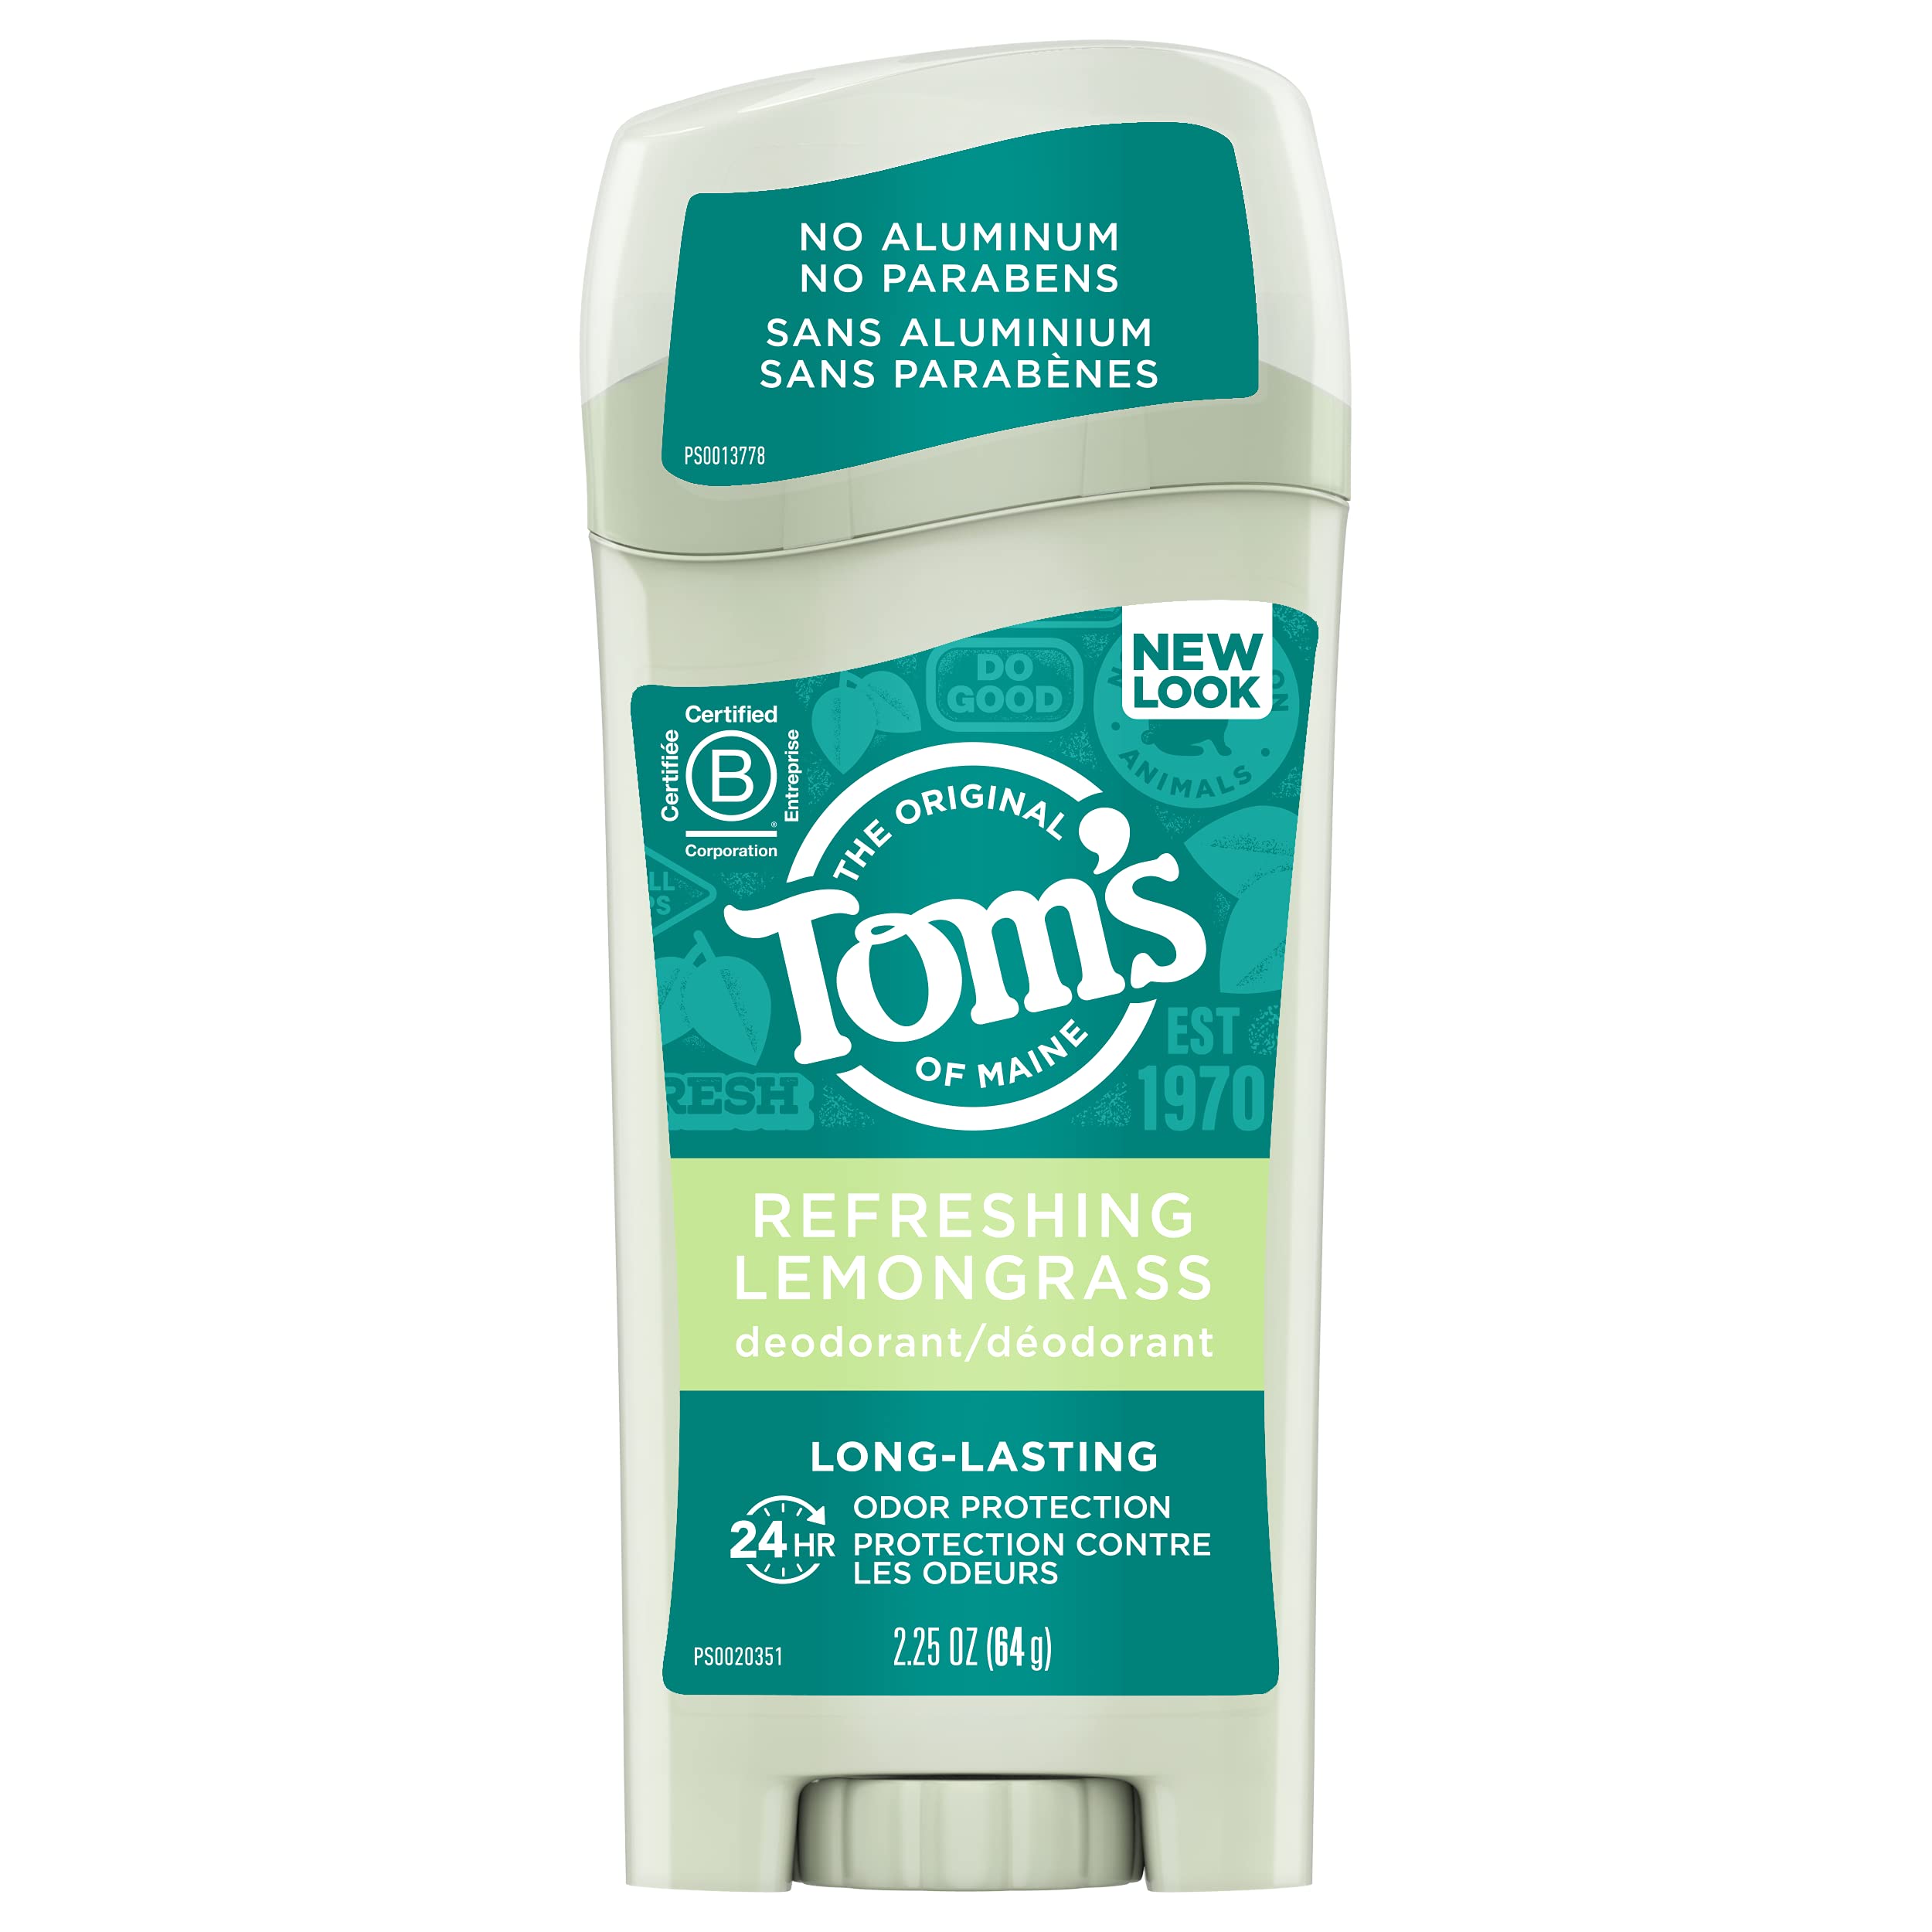 NO ALUMINUM
NO PARABENS
SANS ALUMINIUM
SANS PARABÈNES
PS0013778
NEW
LOOK
DO
GOOD
ANIMALS
Certified
Certifiée
B
Entreprise
®
Corporation
THE ORIGINAL
Tom's
OF MAINE
EST
1970
REFRESHING
LEMONGRASS
deodorant/déodorant
LONG-LASTING
24 HR
ODOR PROTECTION
PROTECTION CONTRE
LES ODEURS
PS0020351
2.25 OZ (64 g)